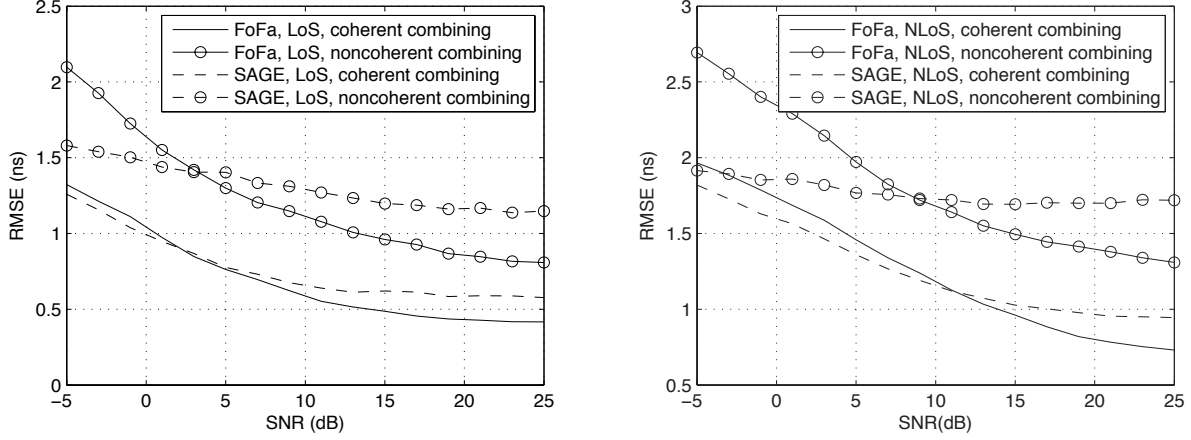 3
2.5
2
1.5
1
0.5
0
RMSE (ns)
FoFa, LoS, coherent combining
FoFa, LoS, noncoherent combining
SAGE, LoS, coherent combining
SAGE, LoS, noncoherent combining
−5 0 5 10 15 20 25
SNR (dB)
3
2.5
2
1.5
1
0.5
RMSE (ns)
FoFa, NLoS, coherent combining
FoFa, NLoS, noncoherent combining
SAGE, NLoS, coherent combining
SAGE, NLoS, noncoherent combining
−5 0 5 10 15 20 25
SNR(dB)